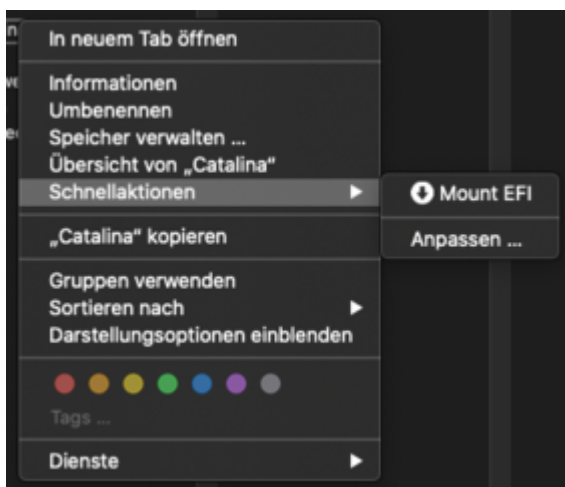 In neuem Tab öffnen
Informationen
Umbenennen
Speicher verwalten ...
Übersicht von „Catalina“
Schnellaktionen
Mount EFI
Anpassen ...
„Catalina“ kopieren
Gruppen verwenden
Sortieren nach
Darstellungsoptionen einblenden
Tags ...
Dienste